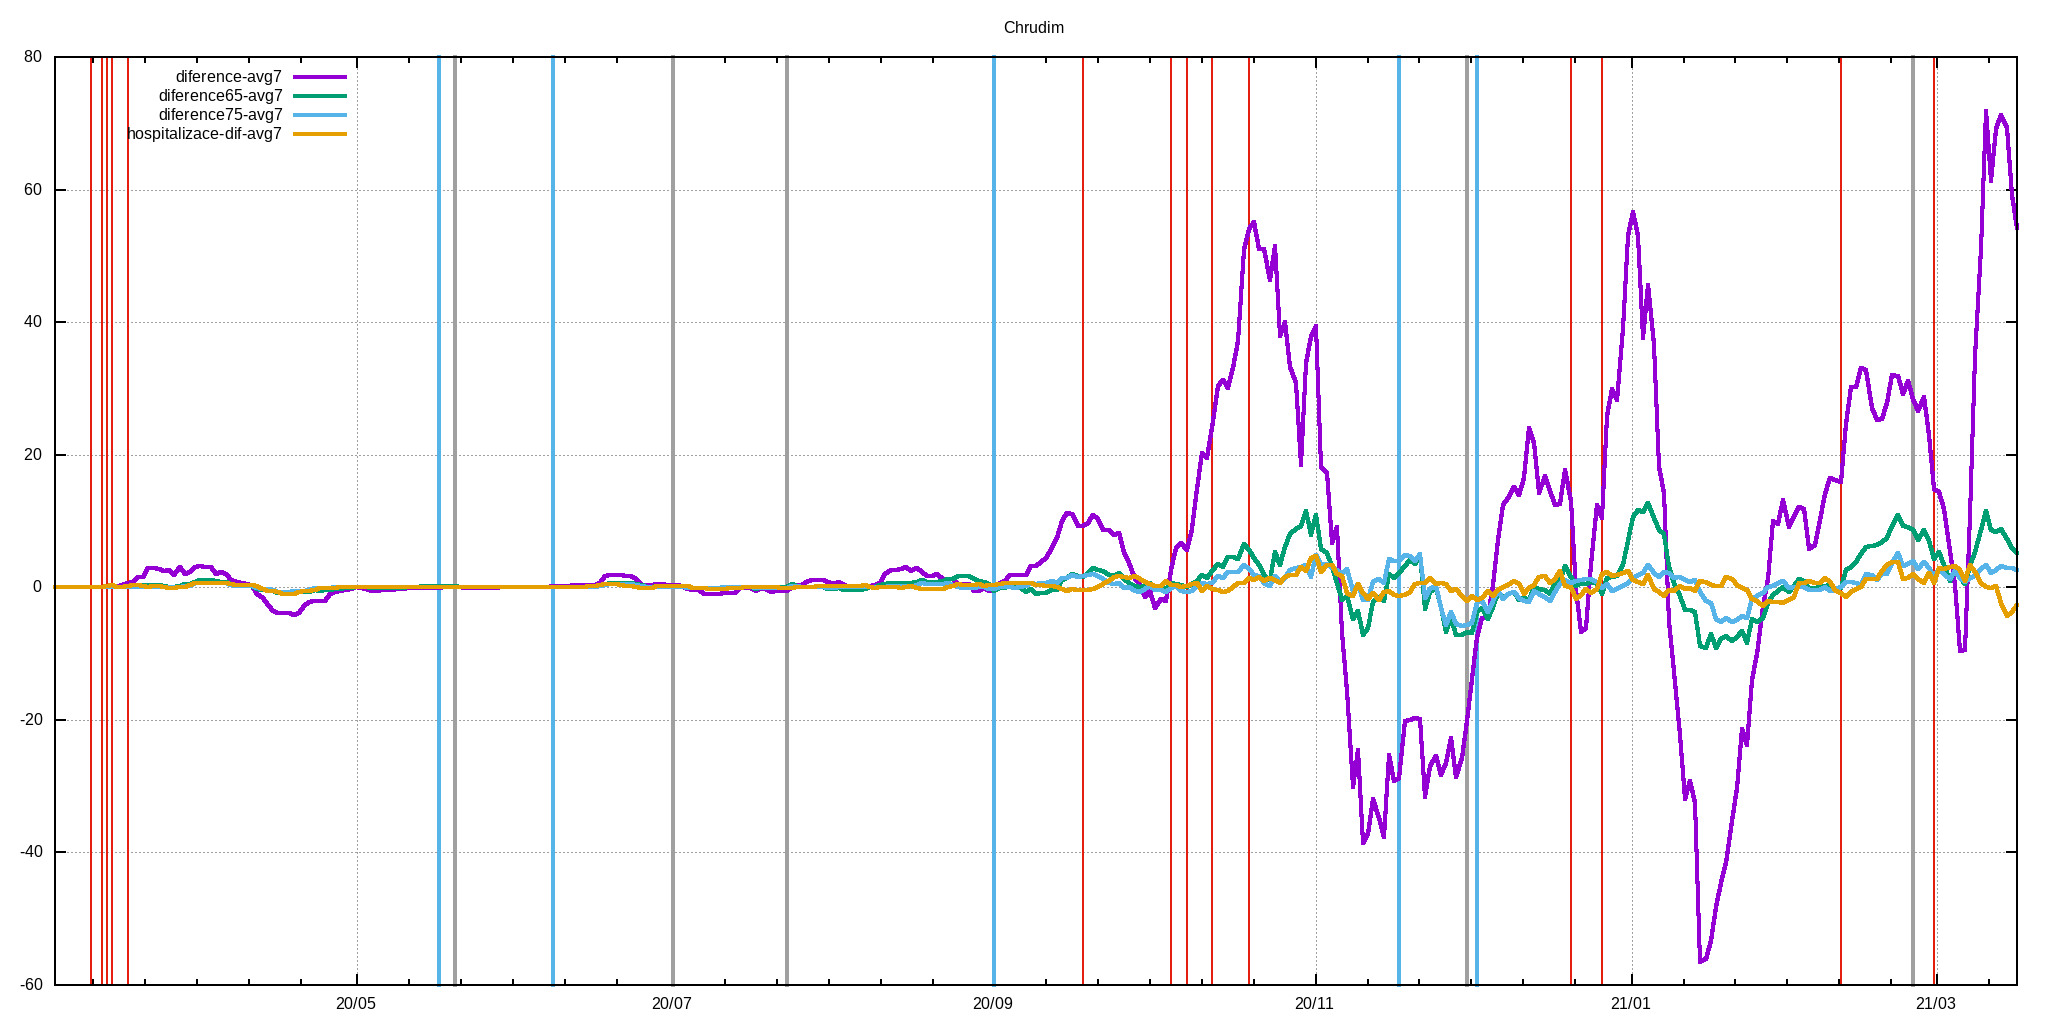 Chrudim
80
60
40
20
0
-20
-40
-60
diference-avg7
diference65-avg7
diference75-avg7
hospitalizace-dif-avg7
20/05 20/07 20/09 20/11 21/01 21/03